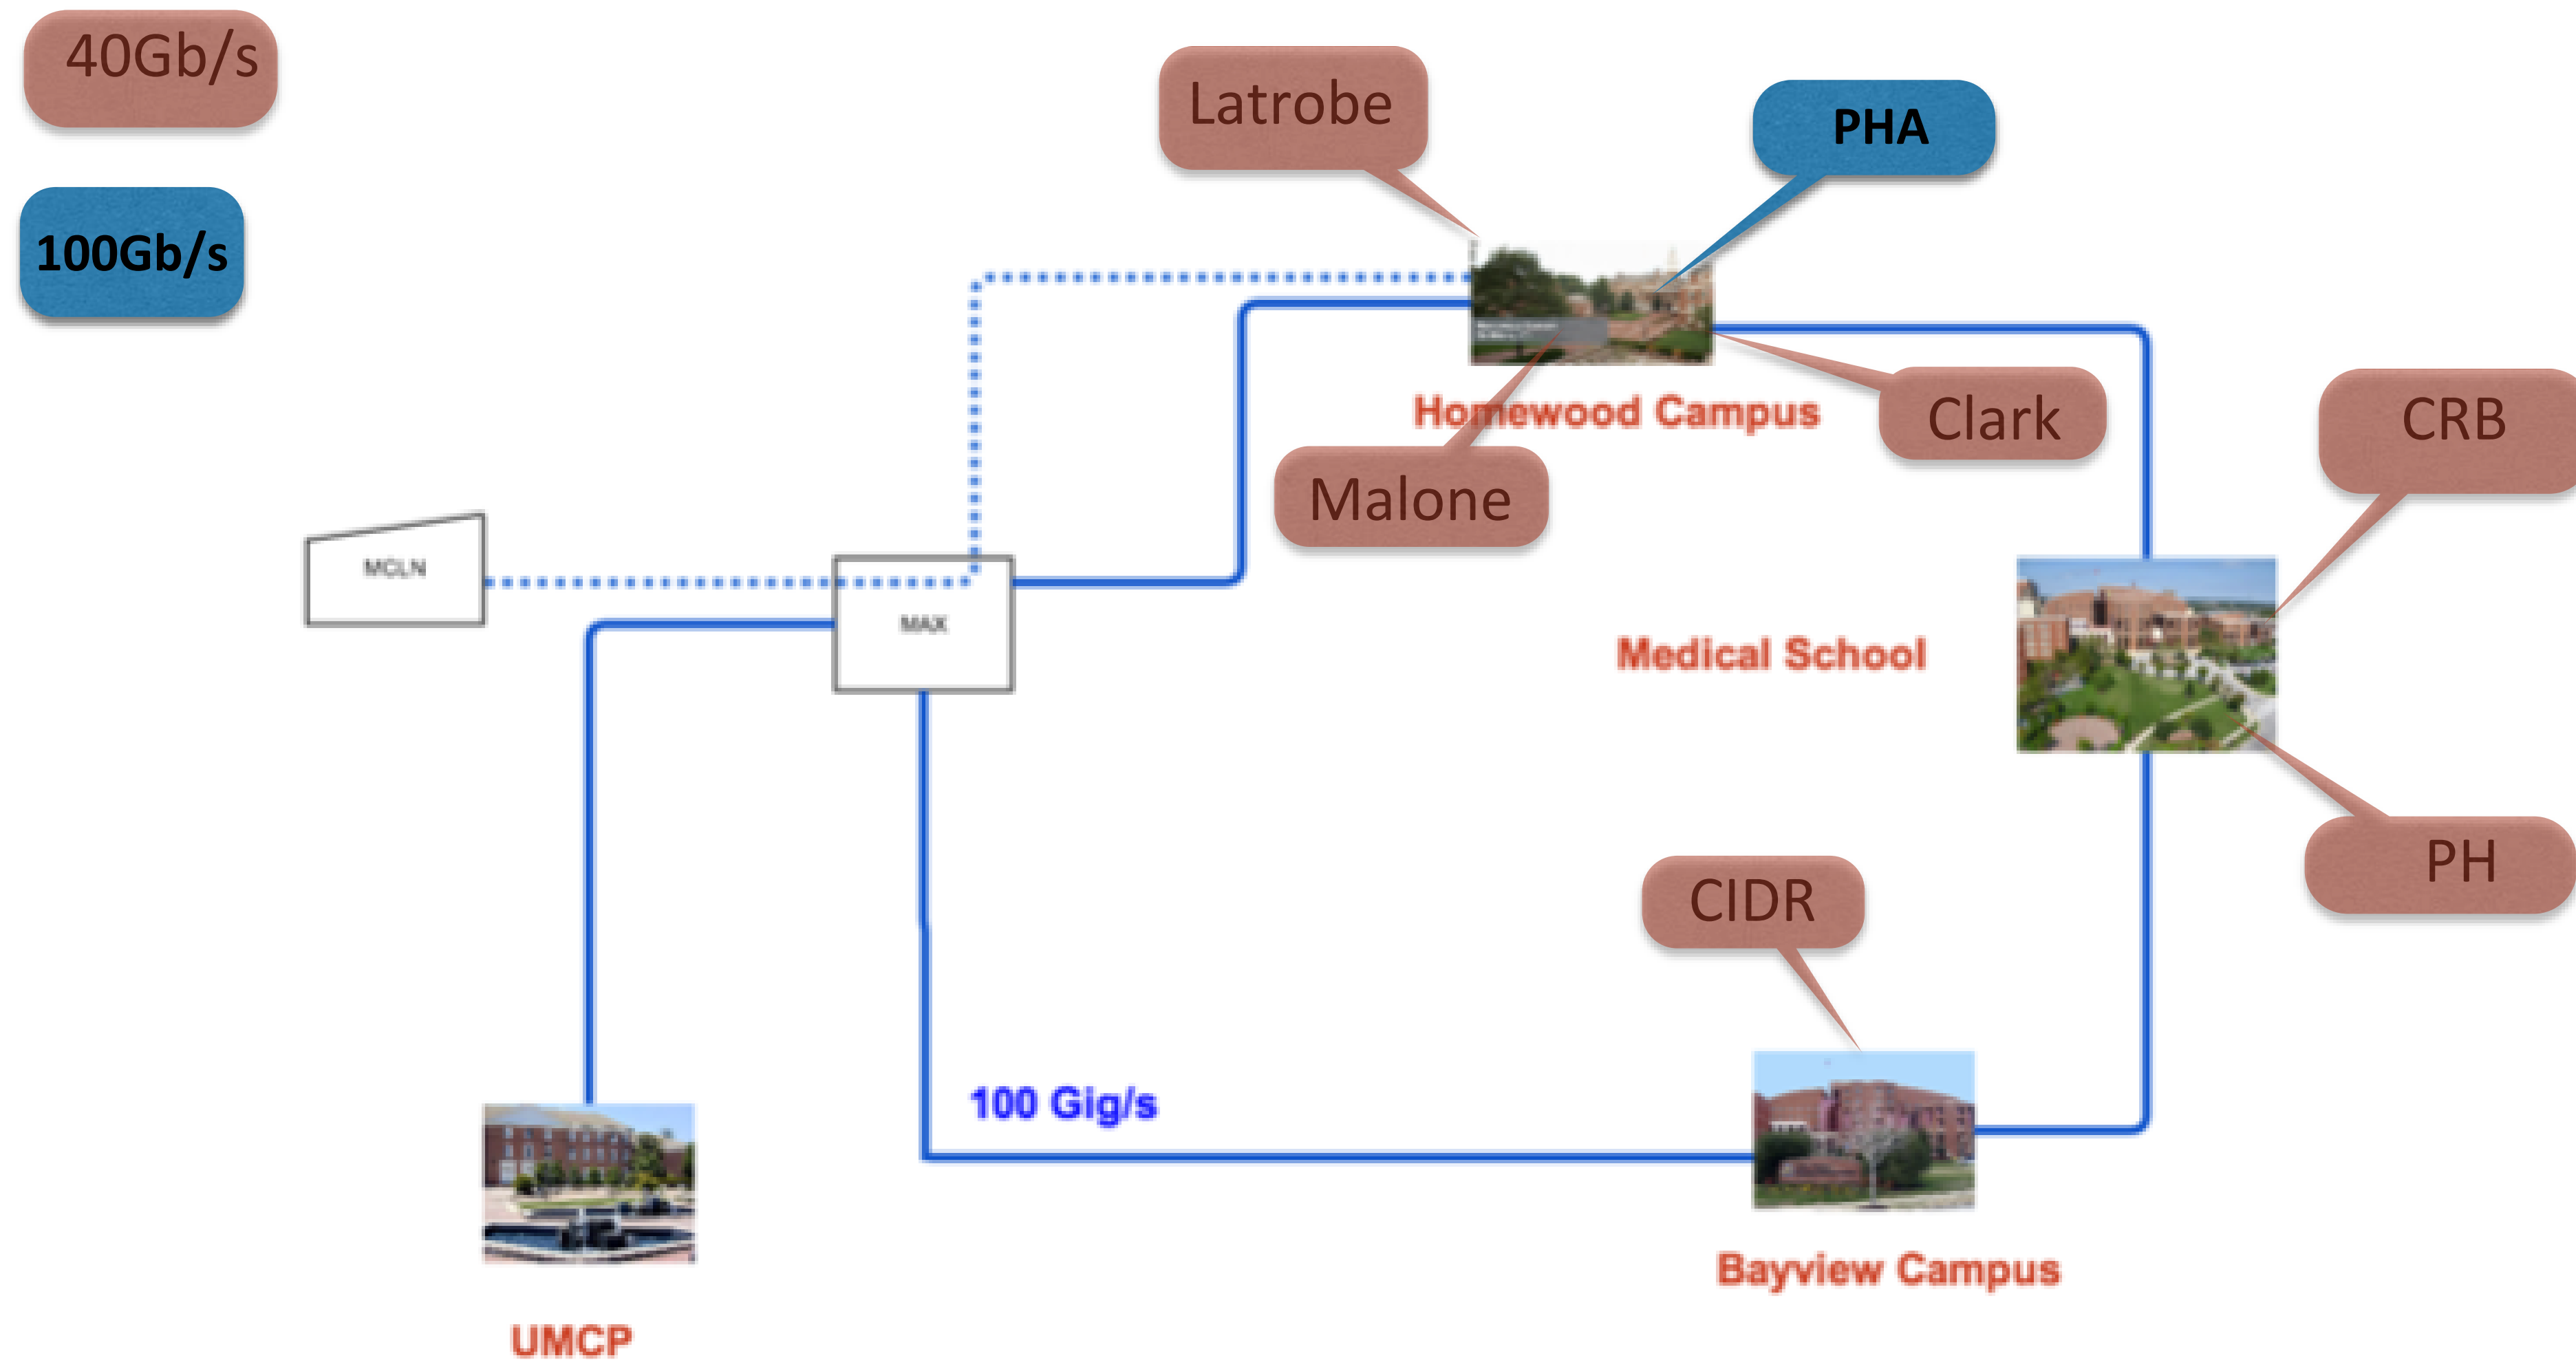 40Gb/s
100Gb/s
Latrobe
PHA
Homewood Campus
Clark
CRB
Malone
MCLN
MAX
Medical School
PH
CIDR
100 Gig/s
Bayview Campus
UMCP